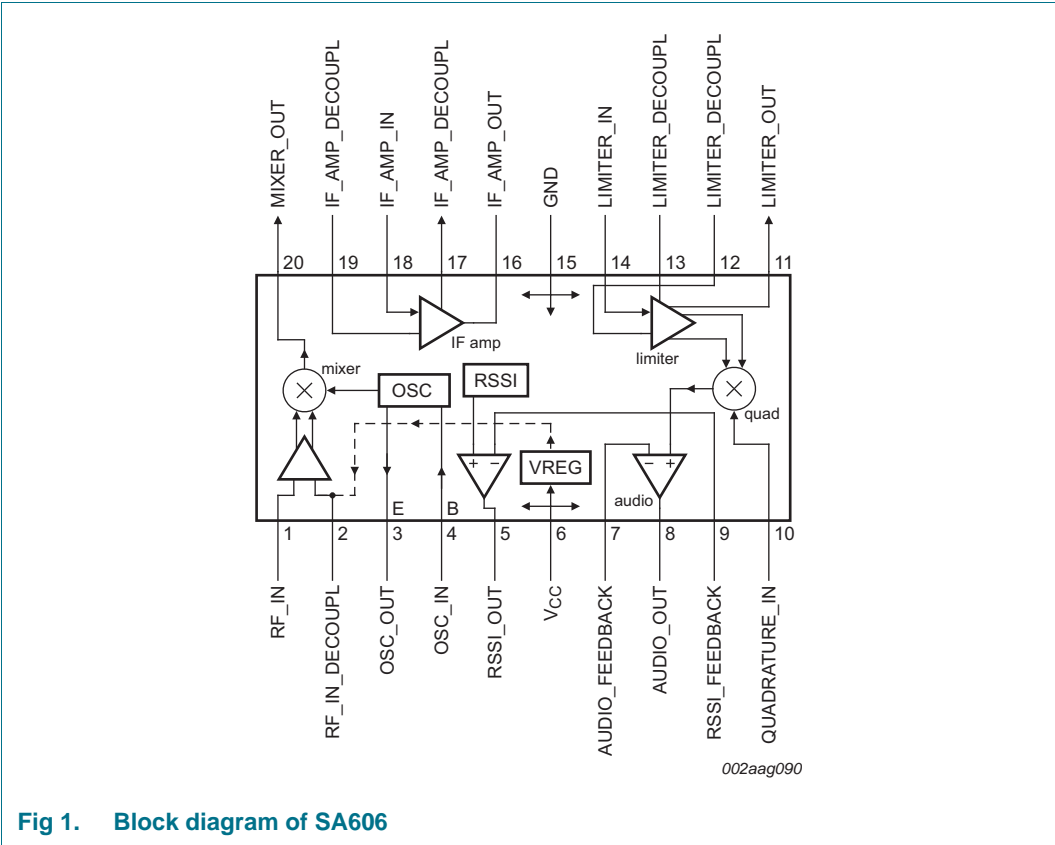 MIXER_OUT
IF_AMP_DECOUPL
IF_AMP_IN
IF_AMP_DECOUPL
IF_AMP_OUT
GND
LIMITER_IN
LIMITER_DECOUPL
LIMITER_DECOUPL
LIMITER_OUT
20 19 18 17 16 15 14 13 12 11
IF amp
limiter
mixer
OSC
RSSI
quad
+ −
VREG
− +
audio
E B
1 2 3 4 5 6 7 8 9 10
RF_IN
RF_IN_DECOUPL
OSC_OUT
OSC_IN
RSSI_OUT
VCC
AUDIO_FEEDBACK
AUDIO_OUT
RSSI_FEEDBACK
QUADRATURE_IN
002aag090
Fig 1. Block diagram of SA606